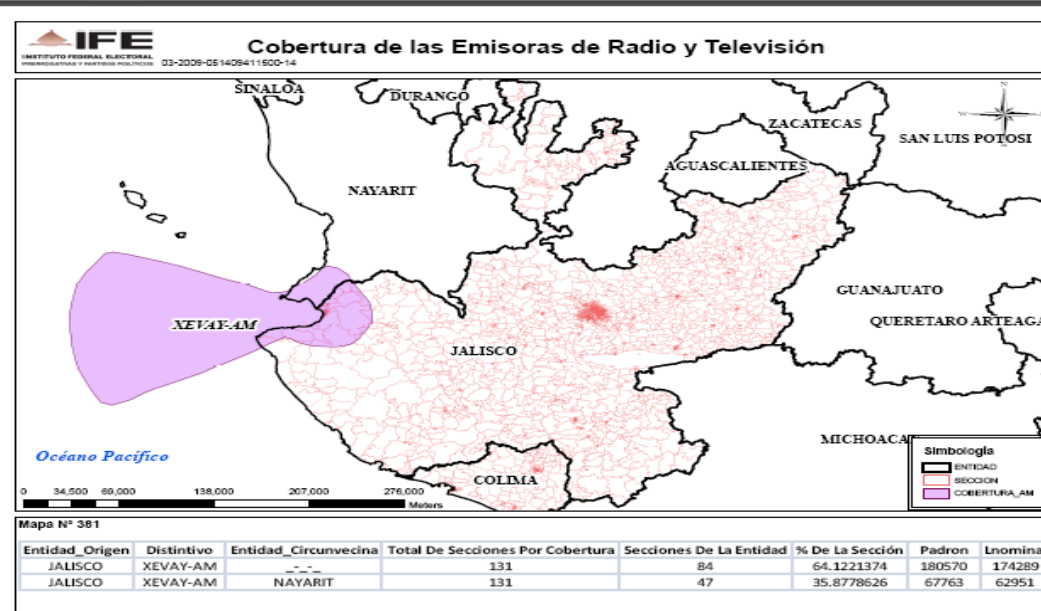 IFE
INSTITUTO FEDERAL ELECTORAL
PRERROGATIVAS Y PARTIDOS POLÍTICOS
03-2009-051409411500-14
Cobertura de las Emisoras de Radio y Televisión
SINALOA
DURANGO
ZACATECAS
SAN LUIS POTOSI
AGUASCALIENTES
NAYARIT
GUANAJUATO
XEVAY-AM
QUERETARO ARTEAGA
JALISCO
MICHOACA
Océano Pacífico
COLIMA
0 34,500 69,000 138,000 207,000 276,000
Meters
Simbología
ENTIDAD
SECCION
COBERTURA_AM
Mapa N° 381
Entidad_Origen Distintivo Entidad_Circunvecina Total De Secciones Por Cobertura Secciones De La Entidad % De La Sección Padron Lnomina
JALISCO XEVAY-AM _-_-_ 131 84 64.1221374 180570 174289
JALISCO XEVAY-AM NAYARIT 131 47 35.8778626 67763 62951